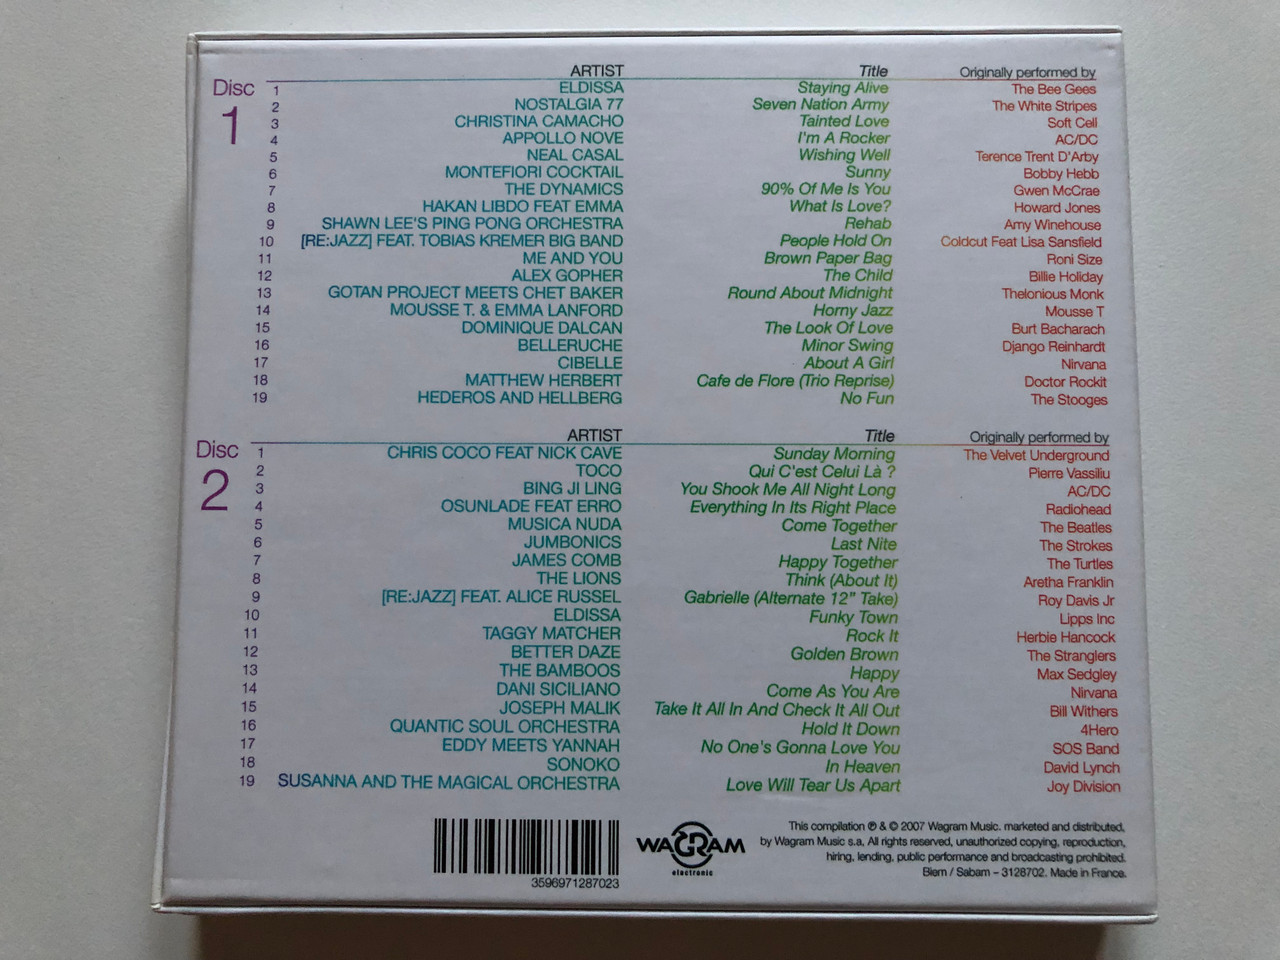 ARTIST Title Originally performed by
Disc 1
1 ELDISSA Staying Alive The Bee Gees
2 NOSTALGIA 77 Seven Nation Army The White Stripes
3 CHRISTINA CAMACHO Tainted Love Soft Cell
4 APPOLLO NOVE I'm A Rocker AC/DC
5 NEAL CASAL Wishing Well Terence Trent D'Arby
6 MONTEFIORI COCKTAIL Sunny Bobby Hebb
7 THE DYNAMICS 90% Of Me Is You Gwen McCrae
8 HAKAN LIBDO FEAT EMMA What Is Love? Howard Jones
9 SHAWN LEE'S PING PONG ORCHESTRA Rehab Amy Winehouse
10 [RE:JAZZ] FEAT. TOBIAS KREMER BIG BAND People Hold On Coldcut Feat Lisa Sansfield
11 ME AND YOU Brown Paper Bag Roni Size
12 ALEX GOPHER The Child Billie Holiday
13 GOTAN PROJECT MEETS CHET BAKER Round About Midnight Thelonious Monk
14 MOUSSE T. & EMMA LANFORD Horny Jazz Mousse T
15 DOMINIQUE DALCAN The Look Of Love Burt Bacharach
16 BELLERUCHE Minor Swing Django Reinhardt
17 CIBELLE About A Girl Nirvana
18 MATTHEW HERBERT Cafe de Flore (Trio Reprise) Doctor Rockit
19 HEDEROS AND HELLBERG No Fun The Stooges
ARTIST Title Originally performed by
Disc 2
1 CHRIS COCO FEAT NICK CAVE Sunday Morning The Velvet Underground
2 TOCO Qui C'est Celui Là ? Pierre Vassiliu
3 BING JI LING You Shook Me All Night Long AC/DC
4 OSUNLADE FEAT ERRO Everything In Its Right Place Radiohead
5 MUSICA NUDA Come Together The Beatles
6 JUMBONICS Last Nite The Strokes
7 JAMES COMB Happy Together The Turtles
8 THE LIONS Think (About It) Aretha Franklin
9 [RE:JAZZ] FEAT. ALICE RUSSEL Gabrielle (Alternate 12" Take) Roy Davis Jr
10 ELDISSA Funky Town Lipps Inc
11 TAGGY MATCHER Rock It Herbie Hancock
12 BETTER DAZE Golden Brown The Stranglers
13 THE BAMBOOS Happy Max Sedgley
14 DANI SICILIANO Come As You Are Nirvana
15 JOSEPH MALIK Take It All In And Check It All Out Bill Withers
16 QUANTIC SOUL ORCHESTRA Hold It Down 4Hero
17 EDDY MEETS YANNAH No One's Gonna Love You SOS Band
18 SONOKO In Heaven David Lynch
19 SUSANNA AND THE MAGICAL ORCHESTRA Love Will Tear Us Apart Joy Division
3596971287023
WAGRAM
electronic
This compilation ℗ & © 2007 Wagram Music. marketed and distributed,
by Wagram Music s.a, All rights reserved, unauthorized copying, reproduction,
hiring, lending, public performance and broadcasting prohibited.
Biem / Sabam – 3128702. Made in France.